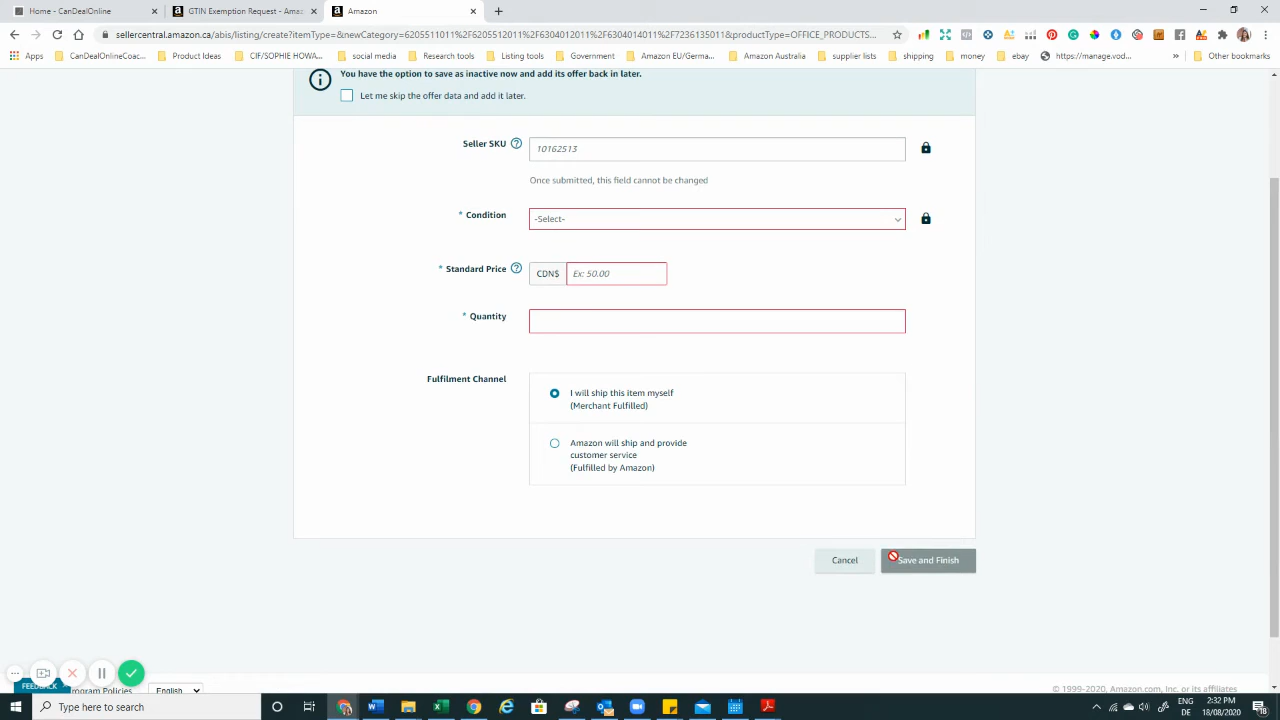 Home - CanDealOnline
GTIN Exemption Request - Amaz
Amazon
sellercentral.amazon.ca/abis/listing/create?itemType=&newCategory=6205511011%2F6205512011%2F6304012011%2F6304014011%2F7236135011&productType=OFFICE_PRODUCTS...
Apps
CanDealOnlineCoac...
CIF/SOPHIE HOWA...
Product Ideas
social media
Research tools
Listing tools
Government
Amazon EU/Germa...
Amazon Australia
supplier lists
shipping
money
ebay
https://manage.vod...
»
Other bookmarks
You have the option to save as inactive now and add its offer back in later.
Let me skip the offer data and add it later.
Seller SKU
10162513
Once submitted, this field cannot be changed
* Condition
-Select-
* Standard Price
CDN$
Ex: 50.00
* Quantity
Fulfilment Channel
I will ship this item myself
(Merchant Fulfilled)
Amazon will ship and provide
customer service
(Fulfilled by Amazon)
Cancel
Save and Finish
FEEDBACK
rogram Policies
English
© 1999-2020, Amazon.com, Inc. or its affiliates
Type here to search
ENG
DE
2:32 PM
18/08/2020